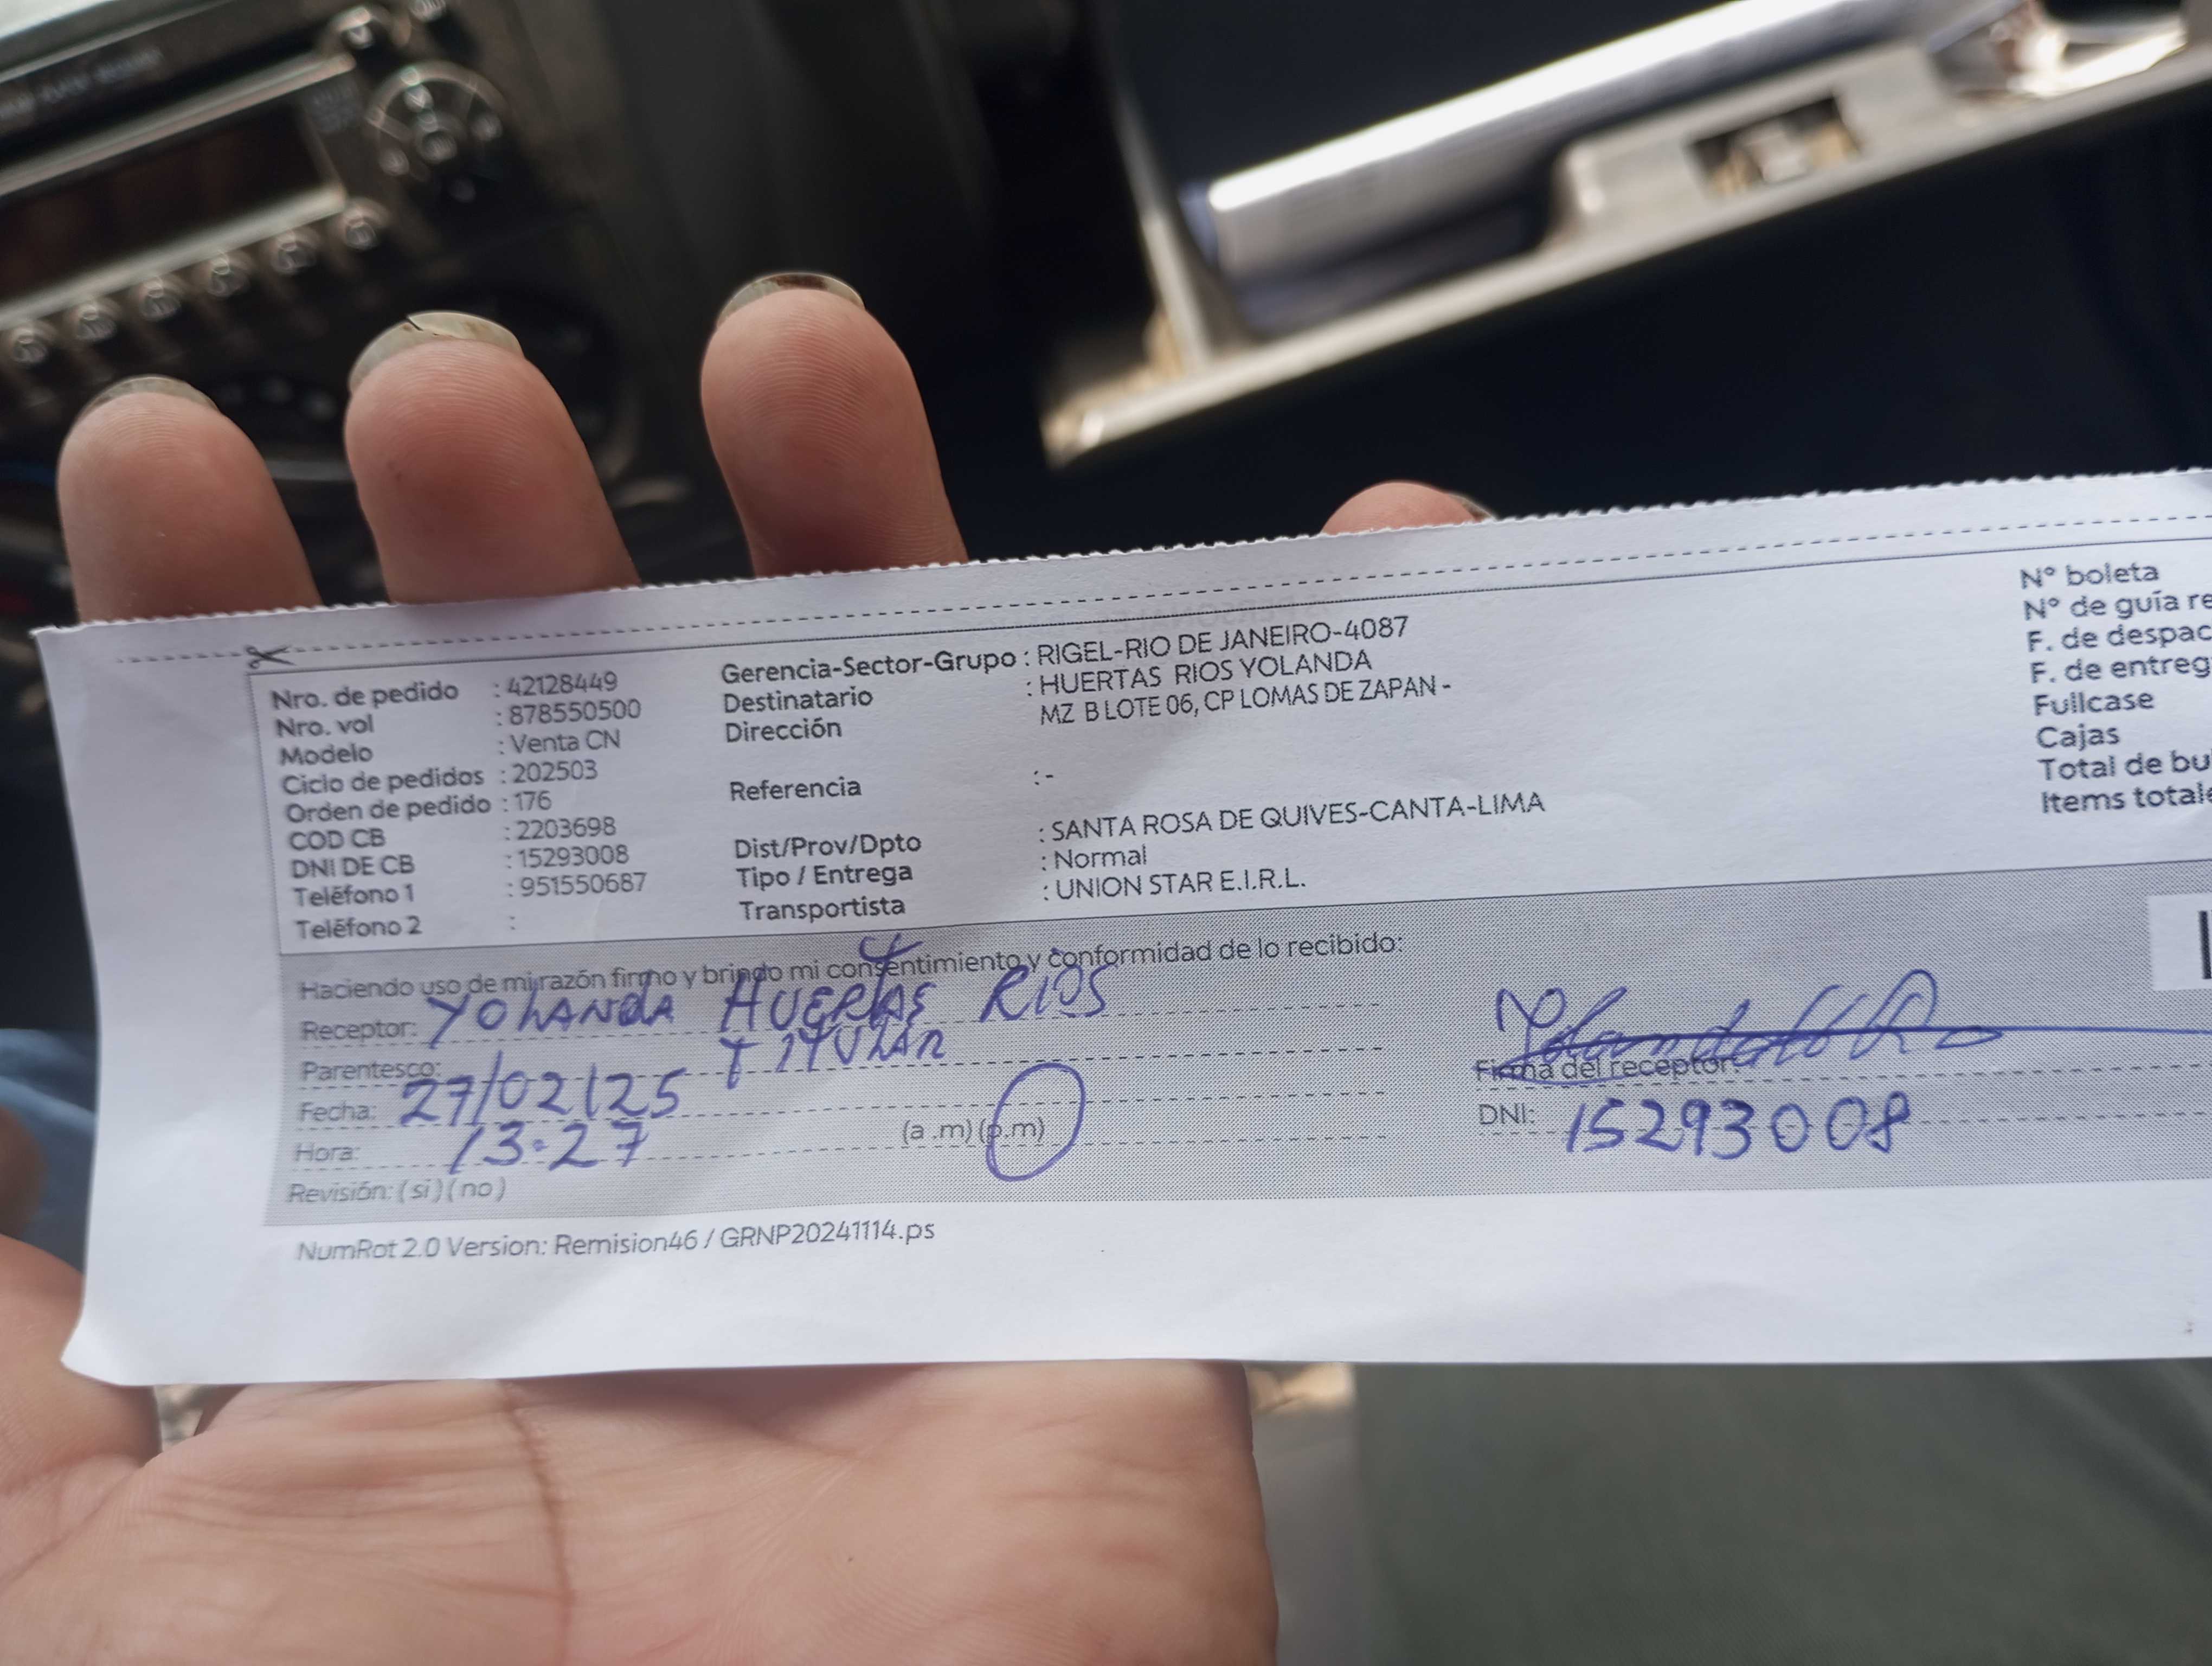 Nro. de pedido : 42128449
Nro. vol : 878550500
Modelo : Venta CN
Ciclo de pedidos : 202503
Orden de pedido : 176
COD CB : 2203698
DNI DE CB : 15293008
Teléfono 1 : 951550687
Teléfono 2 :
Gerencia-Sector-Grupo : RIGEL-RIO DE JANEIRO-4087
Destinatario : HUERTAS RIOS YOLANDA
Dirección MZ B LOTE 06, CP LOMAS DE ZAPAN -
Referencia : -
Dist/Prov/Dpto : SANTA ROSA DE QUIVES-CANTA-LIMA
Tipo / Entrega : Normal
Transportista : UNION STAR E.I.R.L.
N° boleta
N° de guía re
F. de despac
F. de entreg
Fullcase
Cajas
Total de bu
Items totale
Haciendo uso de mi razón firmo y brindo mi consentimiento y conformidad de lo recibido:
Receptor: YOLANDA HUERTAS RIOS
Parentesco: TITULAR
Fecha: 27/02/25
Hora: 13:27 (a .m) (p.m)
Revisión: ( si ) ( no )
Firma del receptor
DNI: 15293008
NumRot 2.0 Version: Remision46 / GRNP20241114.ps